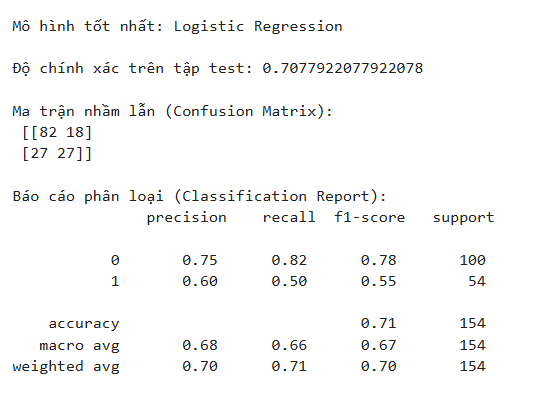 Mô hình tốt nhất: Logistic Regression
Độ chính xác trên tập test: 0.7077922077922078
Ma trận nhầm lẫn (Confusion Matrix):
[[82 18]
[27 27]]
Báo cáo phân loại (Classification Report):
precision recall f1-score support
0 0.75 0.82 0.78 100
1 0.60 0.50 0.55 54
accuracy 0.71 154
macro avg 0.68 0.66 0.67 154
weighted avg 0.70 0.71 0.70 154